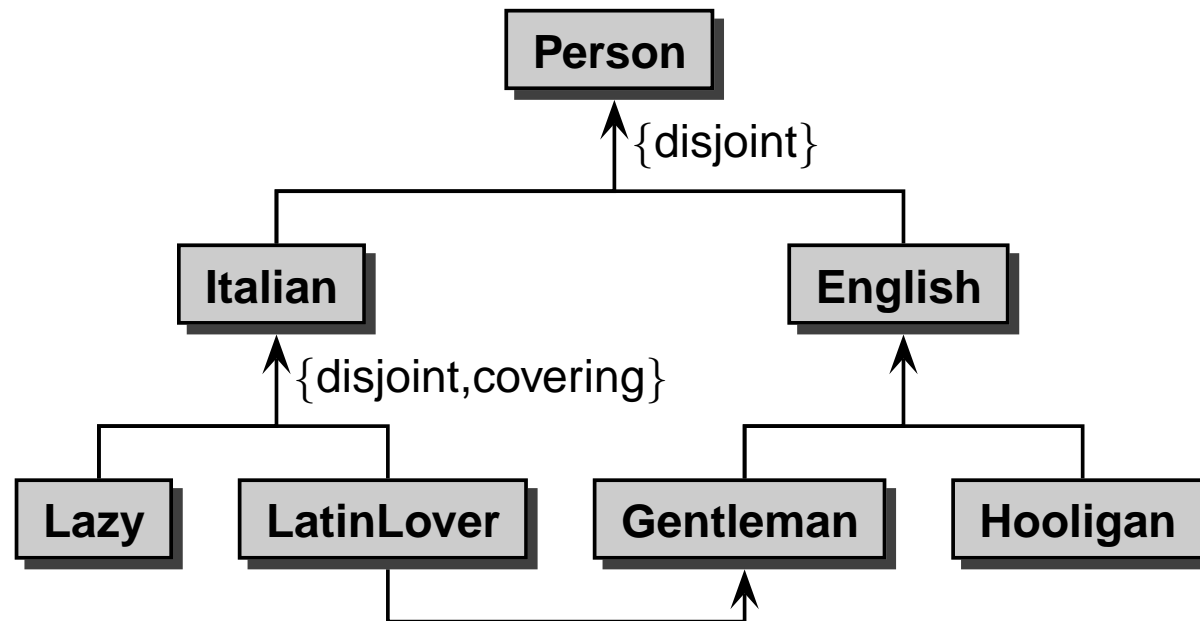 Person
{disjoint}
Italian
English
{disjoint,covering}
Lazy
LatinLover
Gentleman
Hooligan